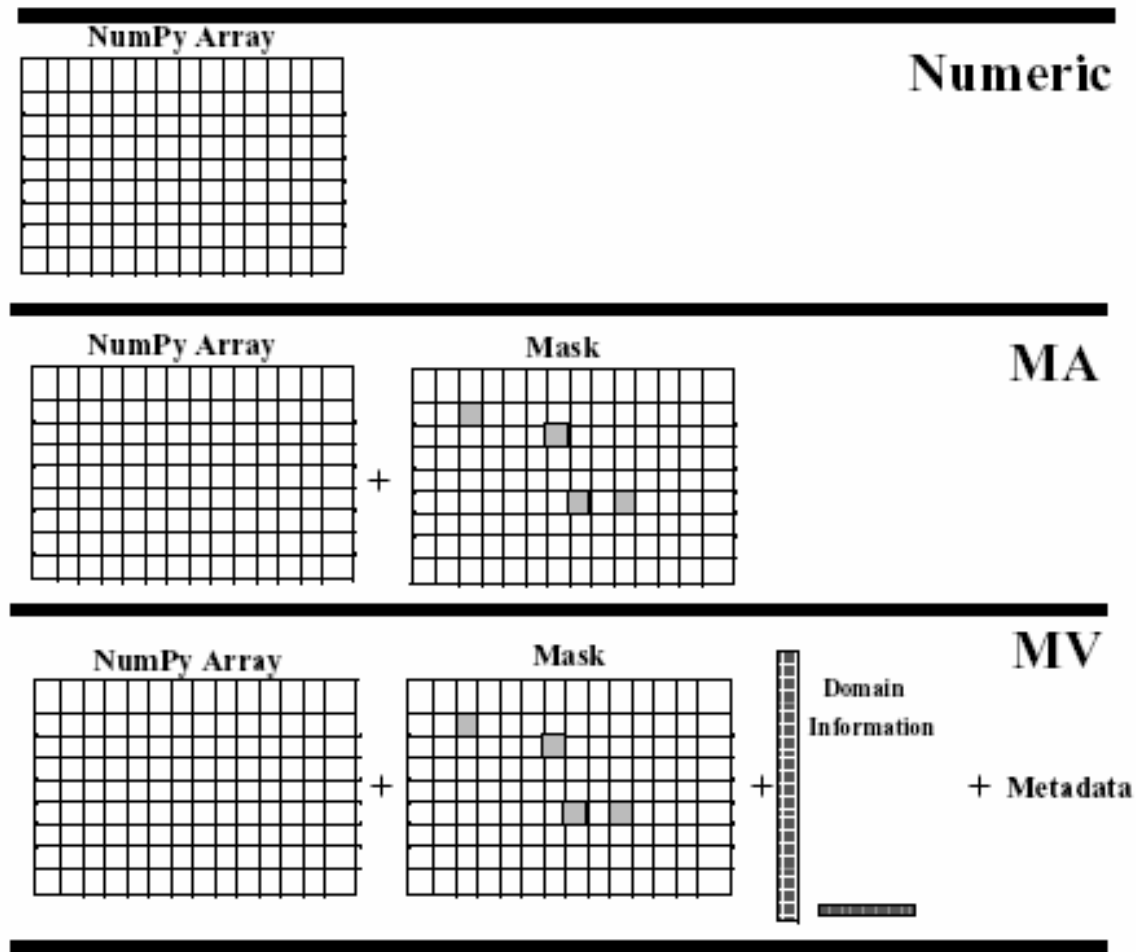 NumPy Array
Numeric
NumPy Array
Mask
MA
+
NumPy Array
Mask
MV
Domain
Information
+
+
+ Metadata